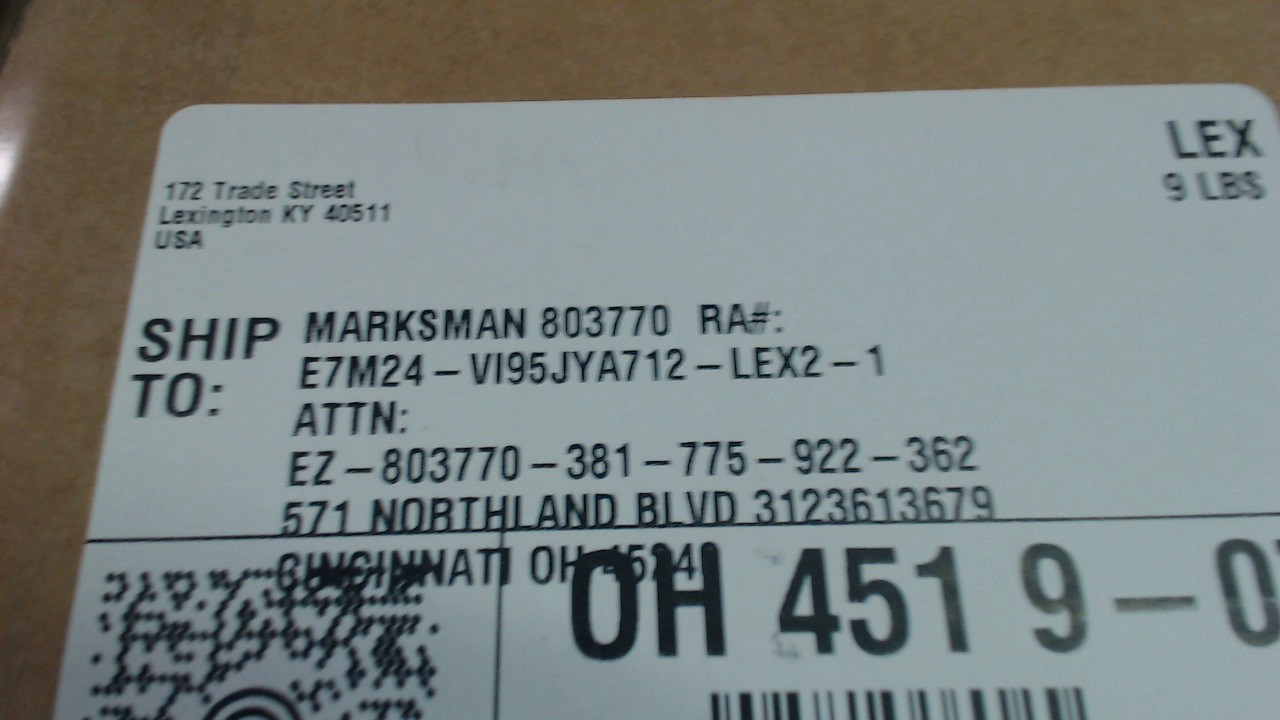 LEX
9 LBS
172 Trade Street
Lexington KY 40511
USA
SHIP TO:
MARKSMAN 803770 RA#:
E7M24-VI95JYA712-LEX2-1
ATTN:
EZ-803770-381-775-922-362
571 NORTHLAND BLVD 3123613679
CINCINNATI OH
OH 451 9-0